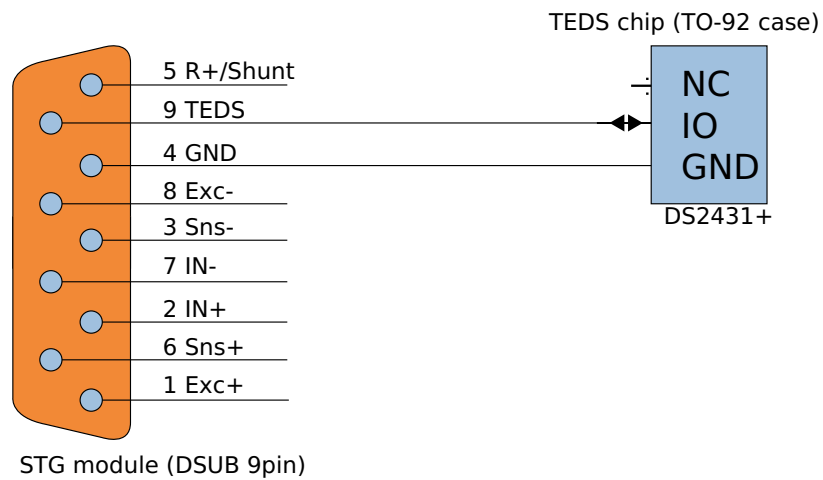 TEDS chip (TO-92 case)
5 R+/Shunt
NC
9 TEDS
IO
4 GND
GND
8 Exc-
DS2431+
3 Sns-
7 IN-
2 IN+
6 Sns+
1 Exc+
STG module (DSUB 9pin)